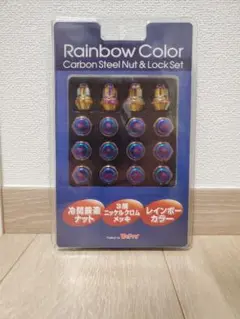 Rainbow Color
Carbon Steel Nut & Lock Set
冷間鍛造
ナット
3層
ニッケルクロム
メッキ
レインボー
カラー